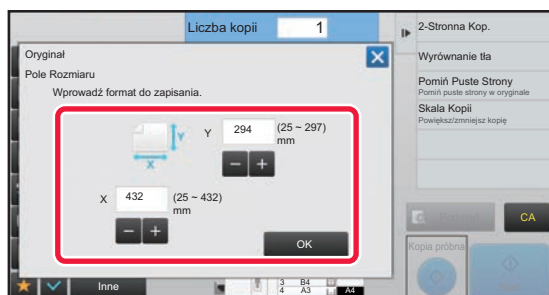 Liczba kopii 1
Oryginał
Pole Rozmiaru
Wprowadź format do zapisania.
Y
X
Y 294 (25 ~ 297)
mm
X 432 (25 ~ 432)
mm
OK
2-Stronna Kop.
Wyrównanie tła
Pomiń Puste Strony
Pomiń puste strony w oryginale
Skala Kopii
Powiększ/zmniejsz kopię
CA
Kopia próbna
Inne
3 B4
4 A3
A4